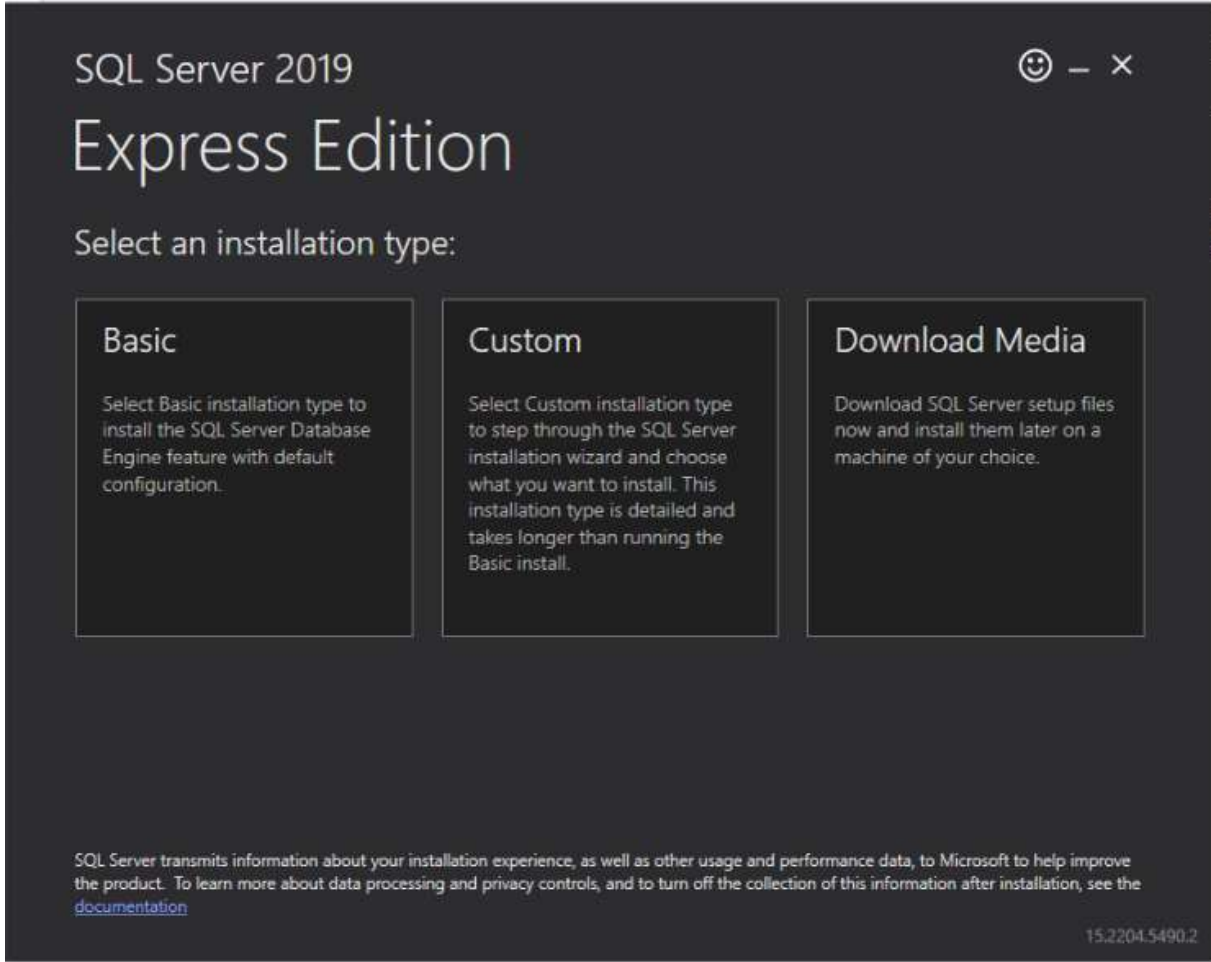 SQL Server 2019
Express Edition
Select an installation type:
Basic
Select Basic installation type to
install the SQL Server Database
Engine feature with default
configuration.
Custom
Select Custom installation type
to step through the SQL Server
installation wizard and choose
what you want to install. This
installation type is detailed and
takes longer than running the
Basic install.
Download Media
Download SQL Server setup files
now and install them later on a
machine of your choice.
SQL Server transmits information about your installation experience, as well as other usage and performance data, to Microsoft to help improve
the product.  To learn more about data processing and privacy controls, and to turn off the collection of this information after installation, see the
documentation
15.2204.5490.2